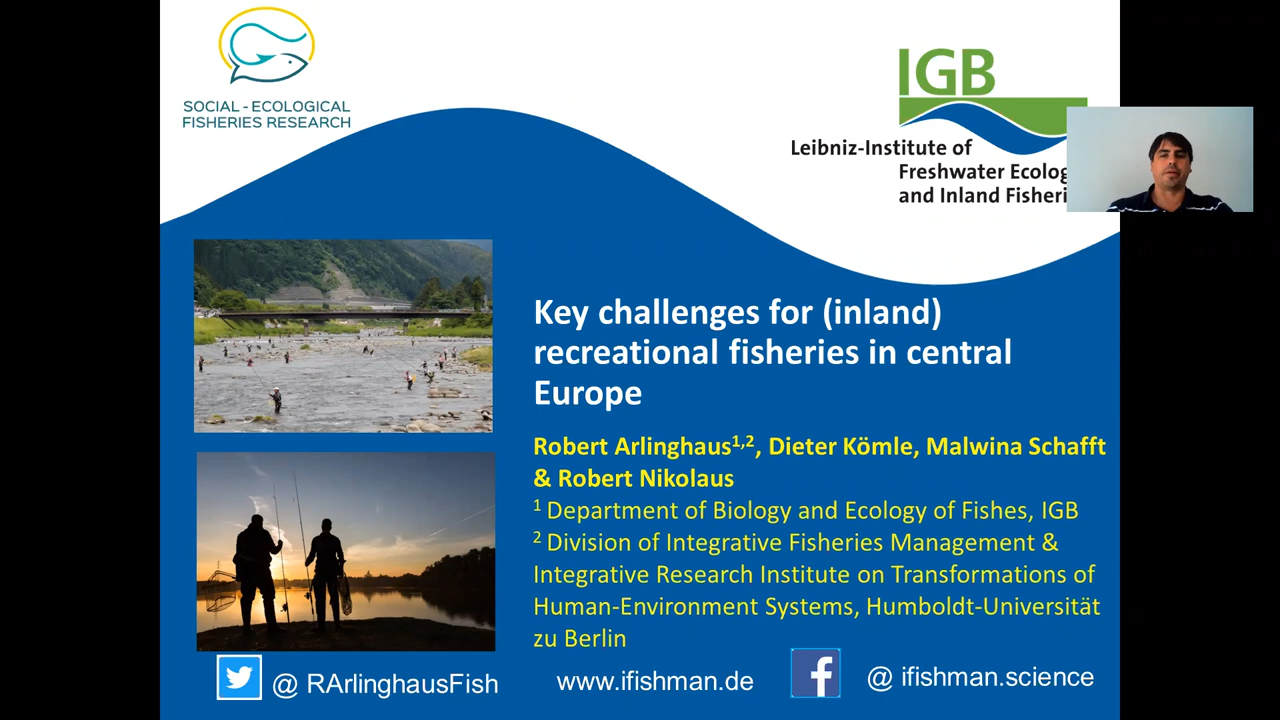 SOCIAL - ECOLOGICAL
FISHERIES RESEARCH
IGB
Leibniz-Institute of
Freshwater
and Inland
Key challenges for (inland)
recreational fisheries in central
Europe
Robert Arlinghaus1,2, Dieter Kömle, Malwina Schafft
& Robert Nikolaus
1 Department of Biology and Ecology of Fishes, IGB
2 Division of Integrative Fisheries Management &
Integrative Research Institute on Transformations of
Human-Environment Systems, Humboldt-Universität
zu Berlin
@ RArlinghausFish
www.ifishman.de
f
@ ifishman.science